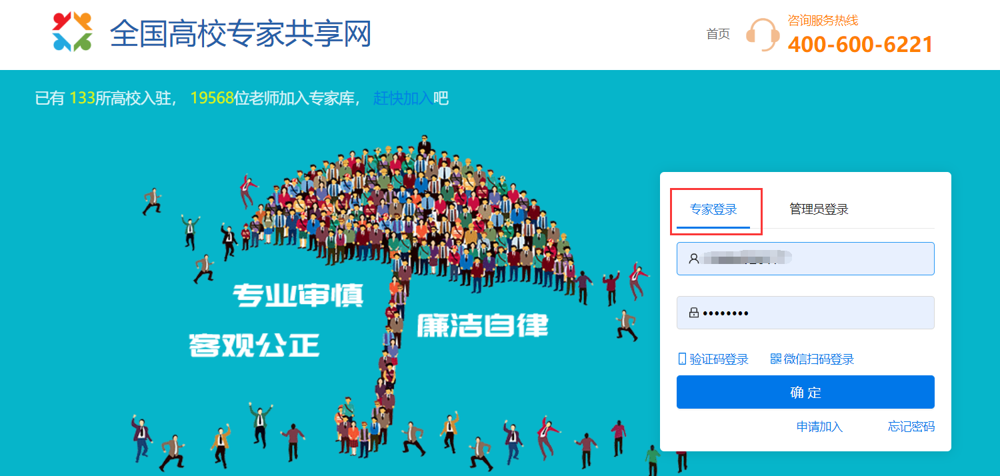 全国高校专家共享网
首页
咨询服务热线
400-600-6221
已有 133所高校入驻， 19568位老师加入专家库， 赶快加入吧
专业审慎
廉洁自律
客观公正
专家登录 管理员登录
••••••••
验证码登录 微信扫码登录
确 定
申请加入 忘记密码